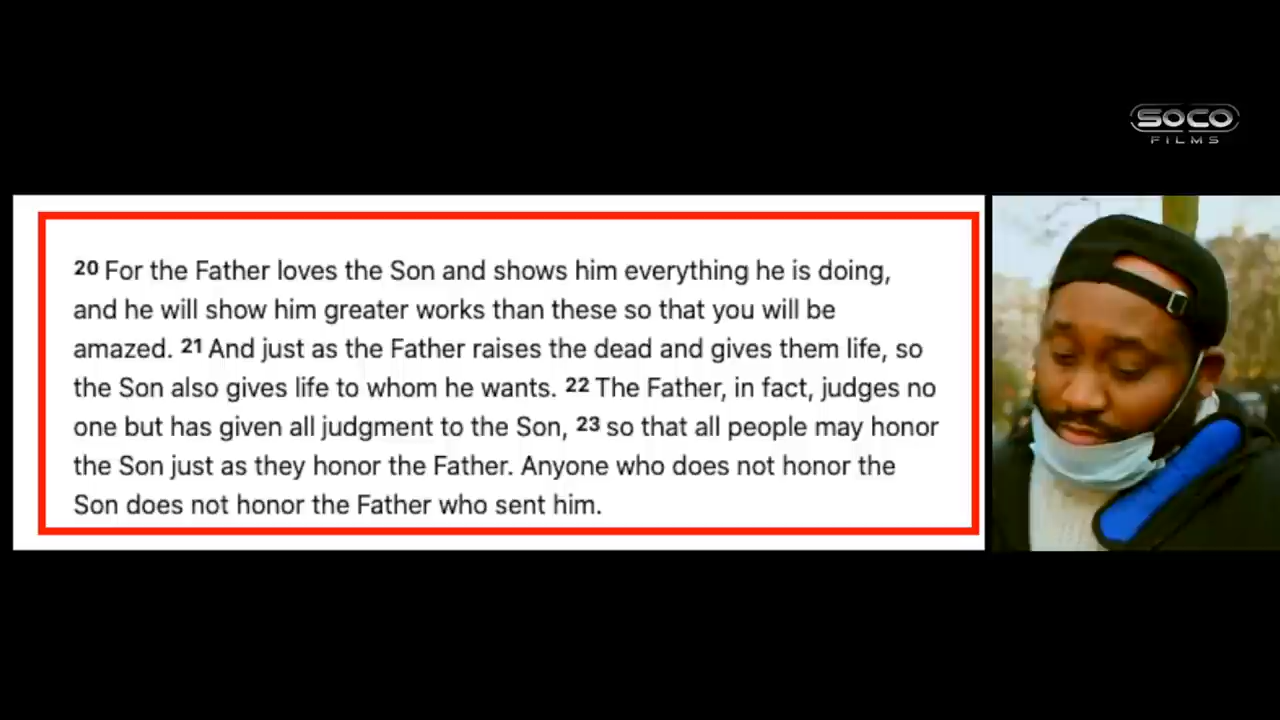 SOCO
FILMS
20 For the Father loves the Son and shows him everything he is doing,
and he will show him greater works than these so that you will be
amazed. 21 And just as the Father raises the dead and gives them life, so
the Son also gives life to whom he wants. 22 The Father, in fact, judges no
one but has given all judgment to the Son, 23 so that all people may honor
the Son just as they honor the Father. Anyone who does not honor the
Son does not honor the Father who sent him.